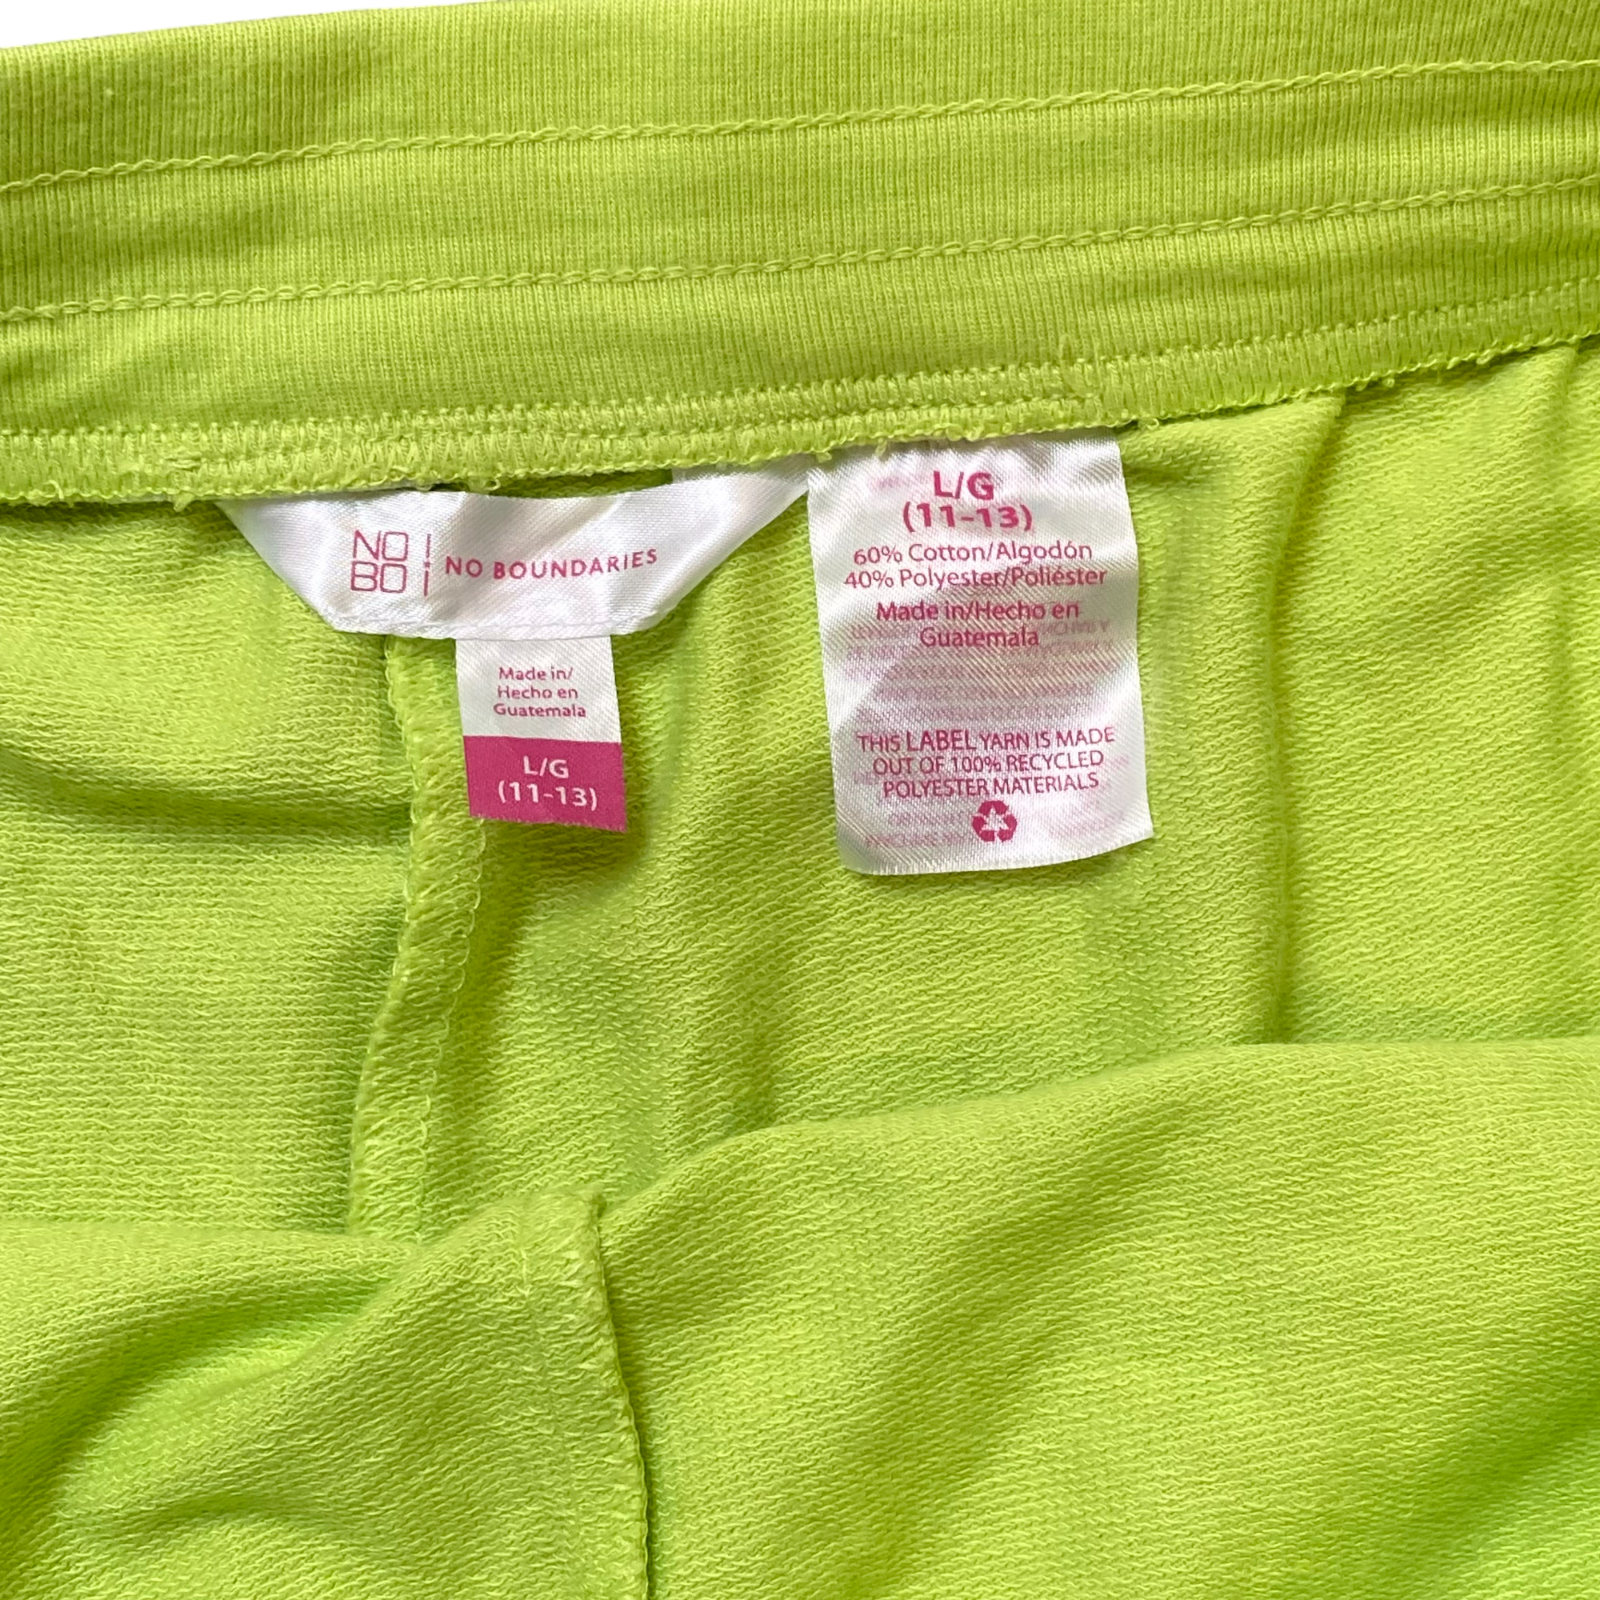 NO
BO
NO BOUNDARIES
Made in/
Hecho en
Guatemala
L/G
(11-13)
L/G
(11-13)
60% Cotton/Algodón
40% Polyester/Poliéster
Made in/Hecho en
Guatemala
THIS LABEL YARN IS MADE
OUT OF 100% RECYCLED
POLYESTER MATERIALS